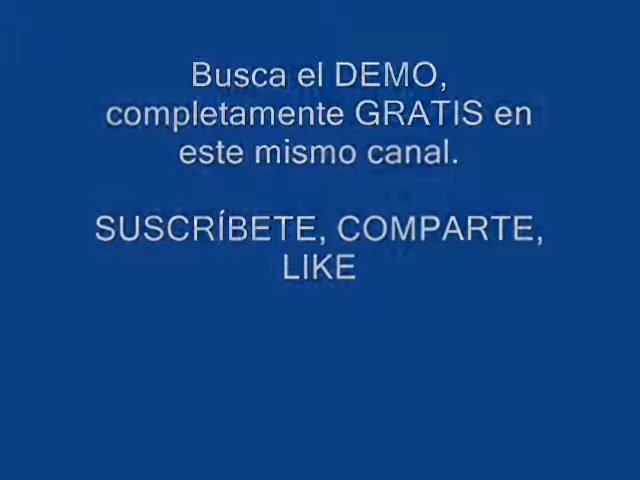 Busca el DEMO,
completamente GRATIS en
este mismo canal.
SUSCRÍBETE, COMPARTE,
LIKE